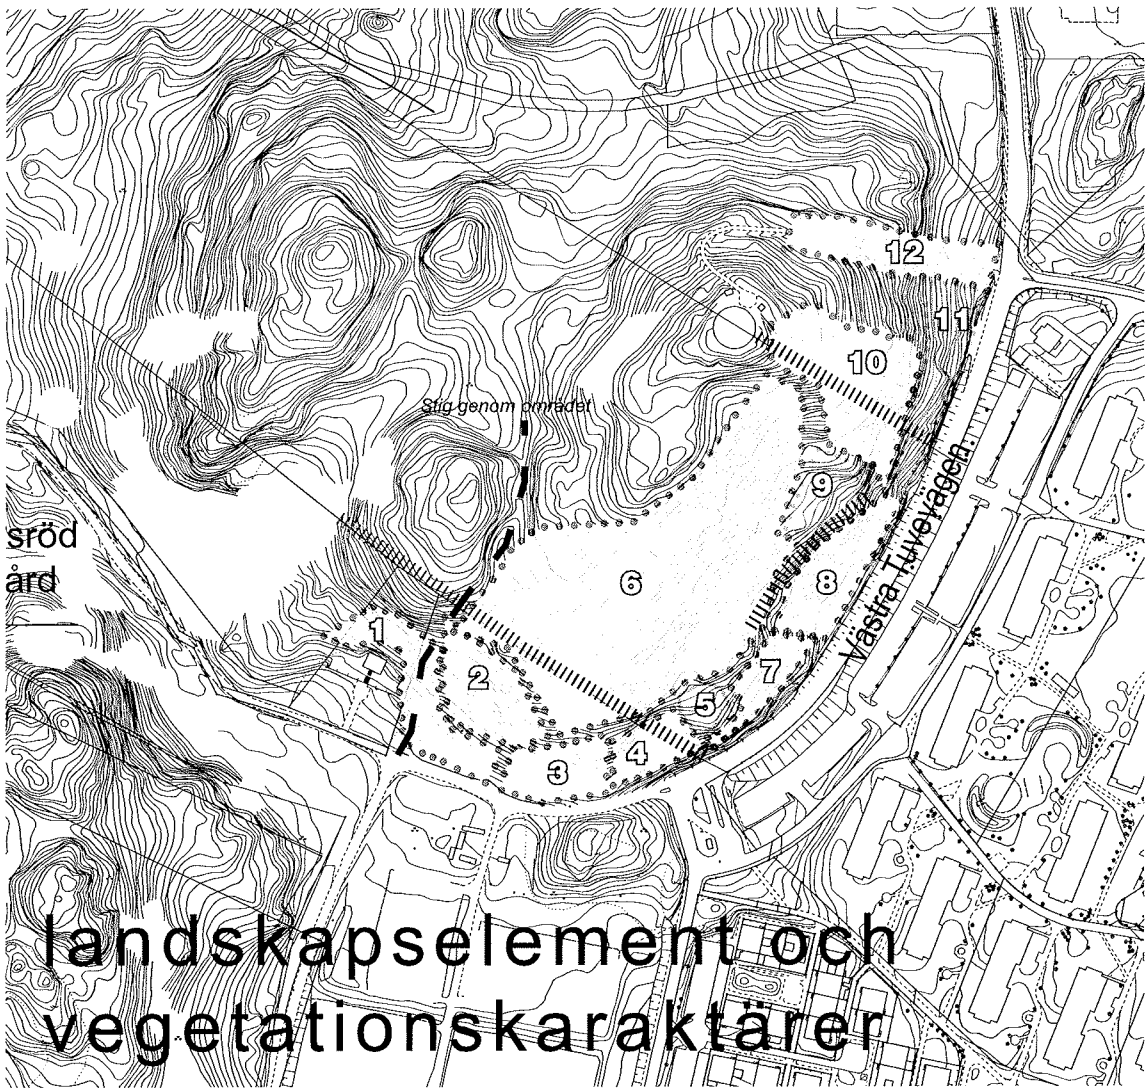 12
11
10
Stig genom området
9
sröd
ård
6
8
Västra Tuvevägen
1
2
7
5
4
3
landskapselement och
vegetationskaraktärer